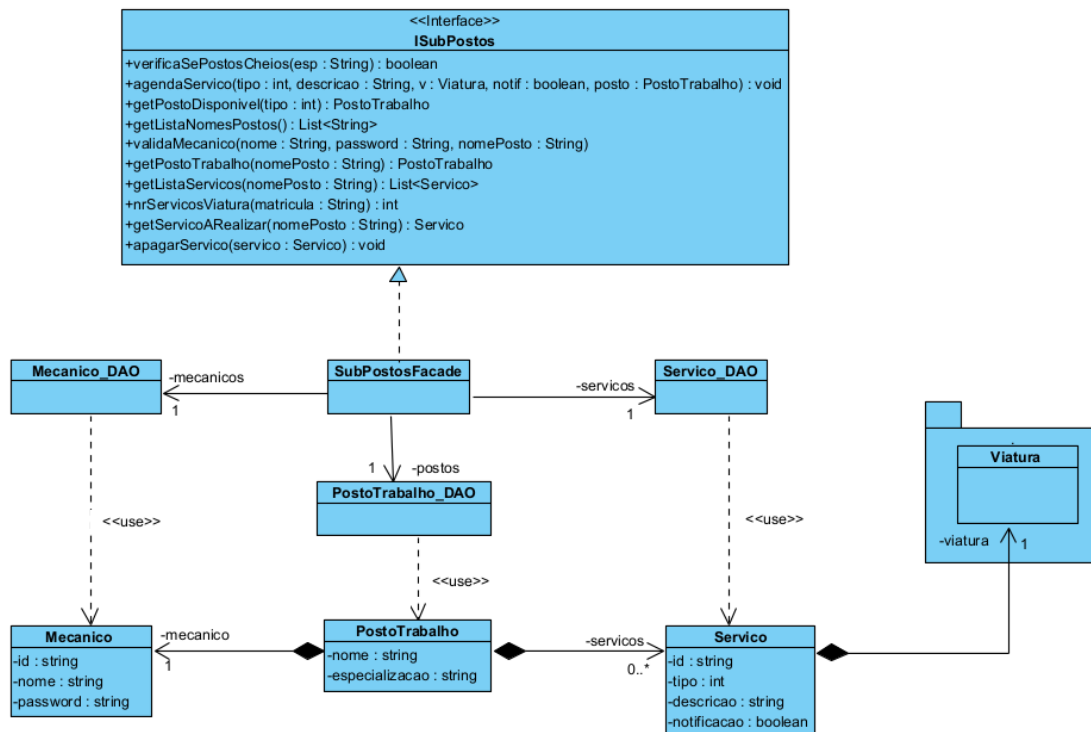 <<Interface>>
ISubPostos
+verificaSePostosCheios(esp : String) : boolean
+agendaServico(tipo : int, descricao : String, v : Viatura, notif : boolean, posto : PostoTrabalho) : void
+getPostoDisponivel(tipo : int) : PostoTrabalho
+getListaNomesPostos() : List<String>
+validaMecanico(nome : String, password : String, nomePosto : String)
+getPostoTrabalho(nomePosto : String) : PostoTrabalho
+getListaServicos(nomePosto : String) : List<Servico>
+nrServicosViatura(matricula : String) : int
+getServicoARealizar(nomePosto : String) : Servico
+apagarServico(servico : Servico) : void
Mecanico_DAO
-mecanicos
1
SubPostosFacade
-servicos
1
Servico_DAO
1
-postos
PostoTrabalho_DAO
Viatura
-viatura
1
<<use>>
<<use>>
<<use>>
Mecanico
-id : string
-nome : string
-password : string
-mecanico
1
PostoTrabalho
-nome : string
-especializacao : string
-servicos
0..*
Servico
-id : string
-tipo : int
-descricao : string
-notificacao : boolean